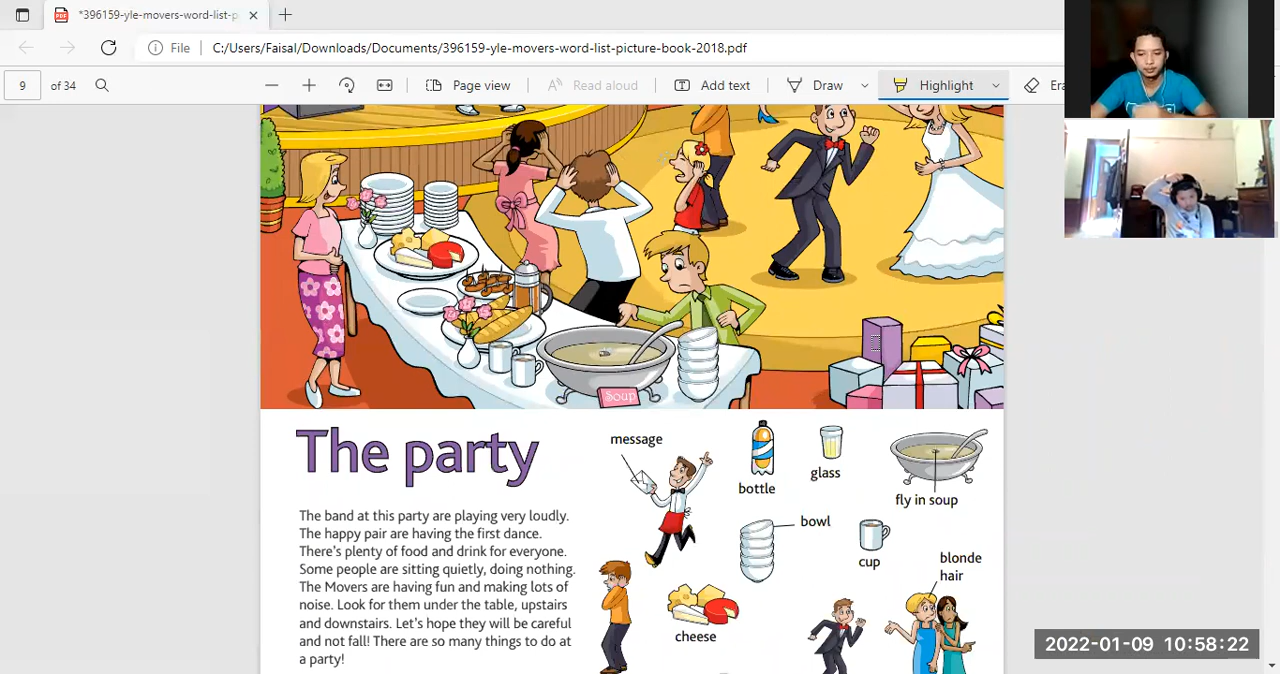 *396159-yle-movers-word-list-p
File
C:/Users/Faisal/Downloads/Documents/396159-yle-movers-word-list-picture-book-2018.pdf
9 of 34
Page view
Read aloud
Add text
Draw
Highlight
Era
Soup
The party
The band at this party are playing very loudly.
The happy pair are having the first dance.
There's plenty of food and drink for everyone.
Some people are sitting quietly, doing nothing.
The Movers are having fun and making lots of
noise. Look for them under the table, upstairs
and downstairs. Let's hope they will be careful
and not fall! There are so many things to do at
a party!
message
bottle
glass
fly in soup
bowl
cup
blonde
hair
cheese
2022-01-09 10:58:22